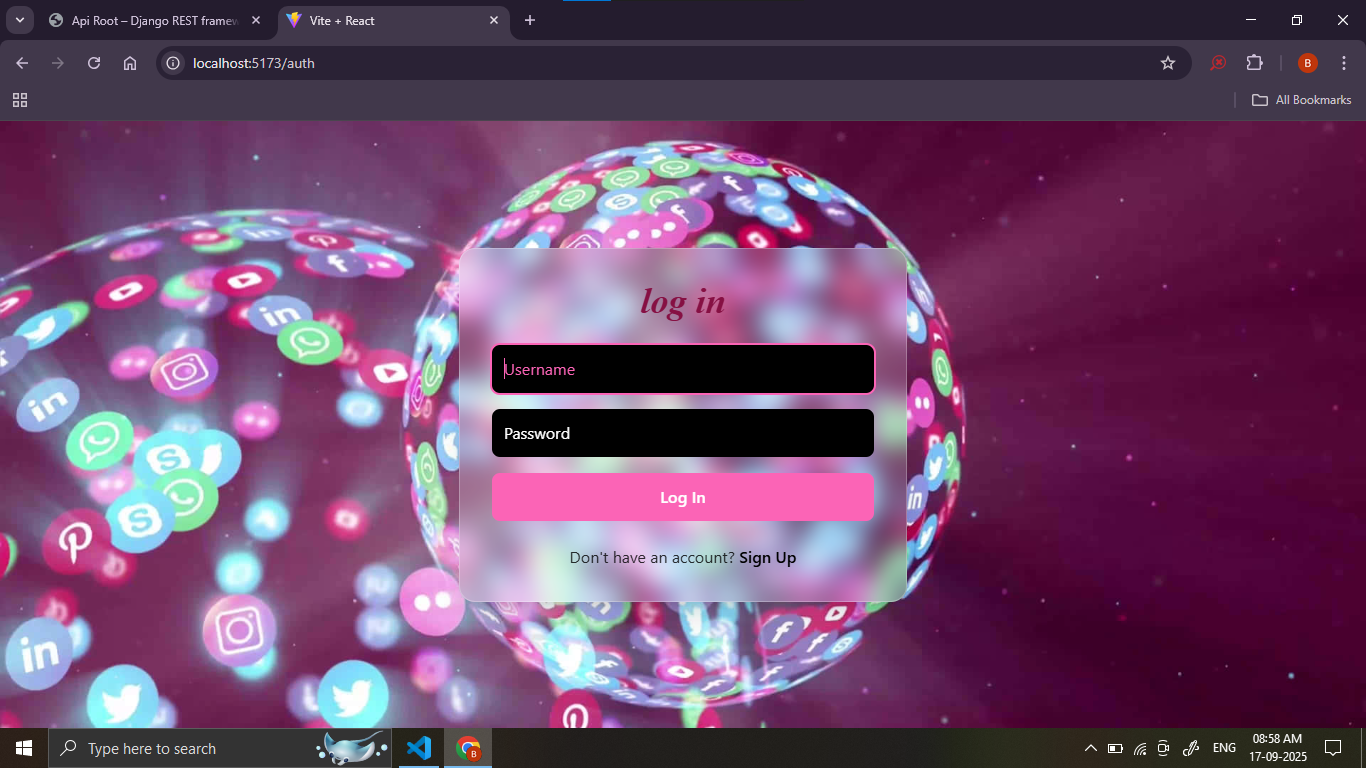 Api Root – Django REST framew
Vite + React
localhost:5173/auth
B
All Bookmarks
log in
Username
Password
Log In
Don't have an account? Sign Up
Type here to search
B
ENG
08:58 AM
17-09-2025